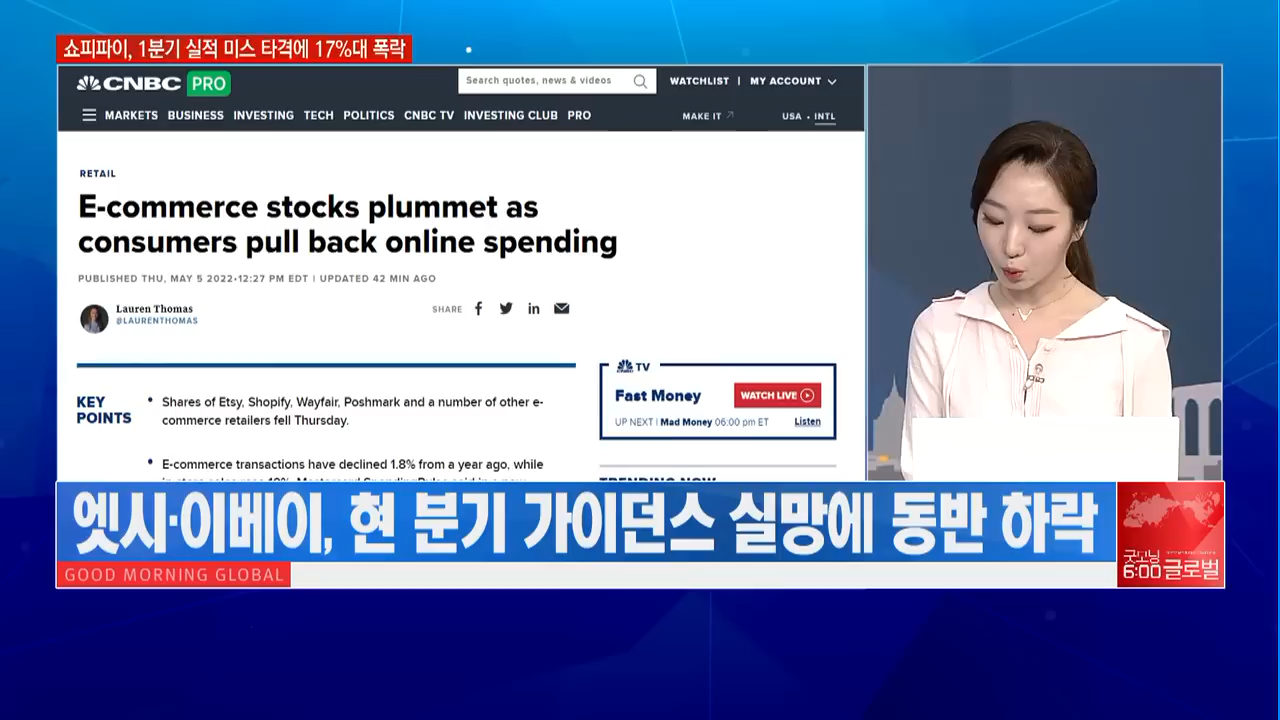 쇼피파이, 1분기 실적 미스 타격에 17%대 폭락
CNBC PRO
Search quotes, news & videos
WATCHLIST | MY ACCOUNT
MARKETS BUSINESS INVESTING TECH POLITICS CNBC TV INVESTING CLUB PRO
MAKE IT
USA • INTL
RETAIL
E-commerce stocks plummet as
consumers pull back online spending
PUBLISHED THU, MAY 5 2022•12:27 PM EDT | UPDATED 42 MIN AGO
Lauren Thomas
@LAURENTHOMAS
SHARE
KEY
POINTS
• Shares of Etsy, Shopify, Wayfair, Poshmark and a number of other e-
commerce retailers fell Thursday.
• E-commerce transactions have declined 1.8% from a year ago, while
TV
Fast Money
WATCH LIVE
UP NEXT | Mad Money 06:00 pm ET
Listen
TRENDING NOW
엣시·이베이, 현 분기 가이던스 실망에 동반 하락
GOOD MORNING GLOBAL
굿모닝
6:00 글로벌